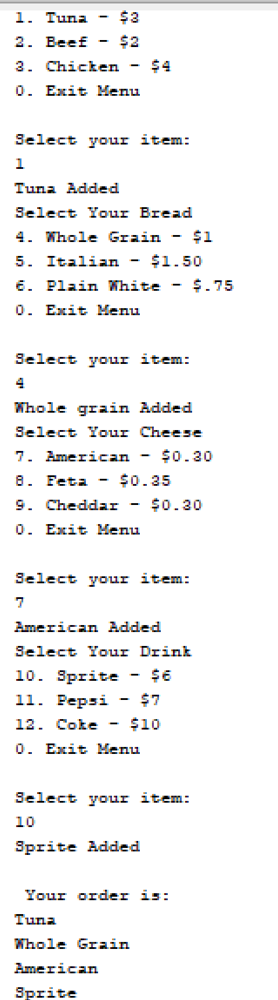 1. Tuna - $3
2. Beef - $2
3. Chicken - $4
0. Exit Menu
Select your item:
1
Tuna Added
Select Your Bread
4. Whole Grain - $1
5. Italian - $1.50
6. Plain White - $.75
0. Exit Menu
Select your item:
4
Whole grain Added
Select Your Cheese
7. American - $0.30
8. Feta - $0.35
9. Cheddar - $0.30
0. Exit Menu
Select your item:
7
American Added
Select Your Drink
10. Sprite - $6
11. Pepsi - $7
12. Coke - $10
0. Exit Menu
Select your item:
10
Sprite Added
Your order is:
Tuna
Whole Grain
American
Sprite